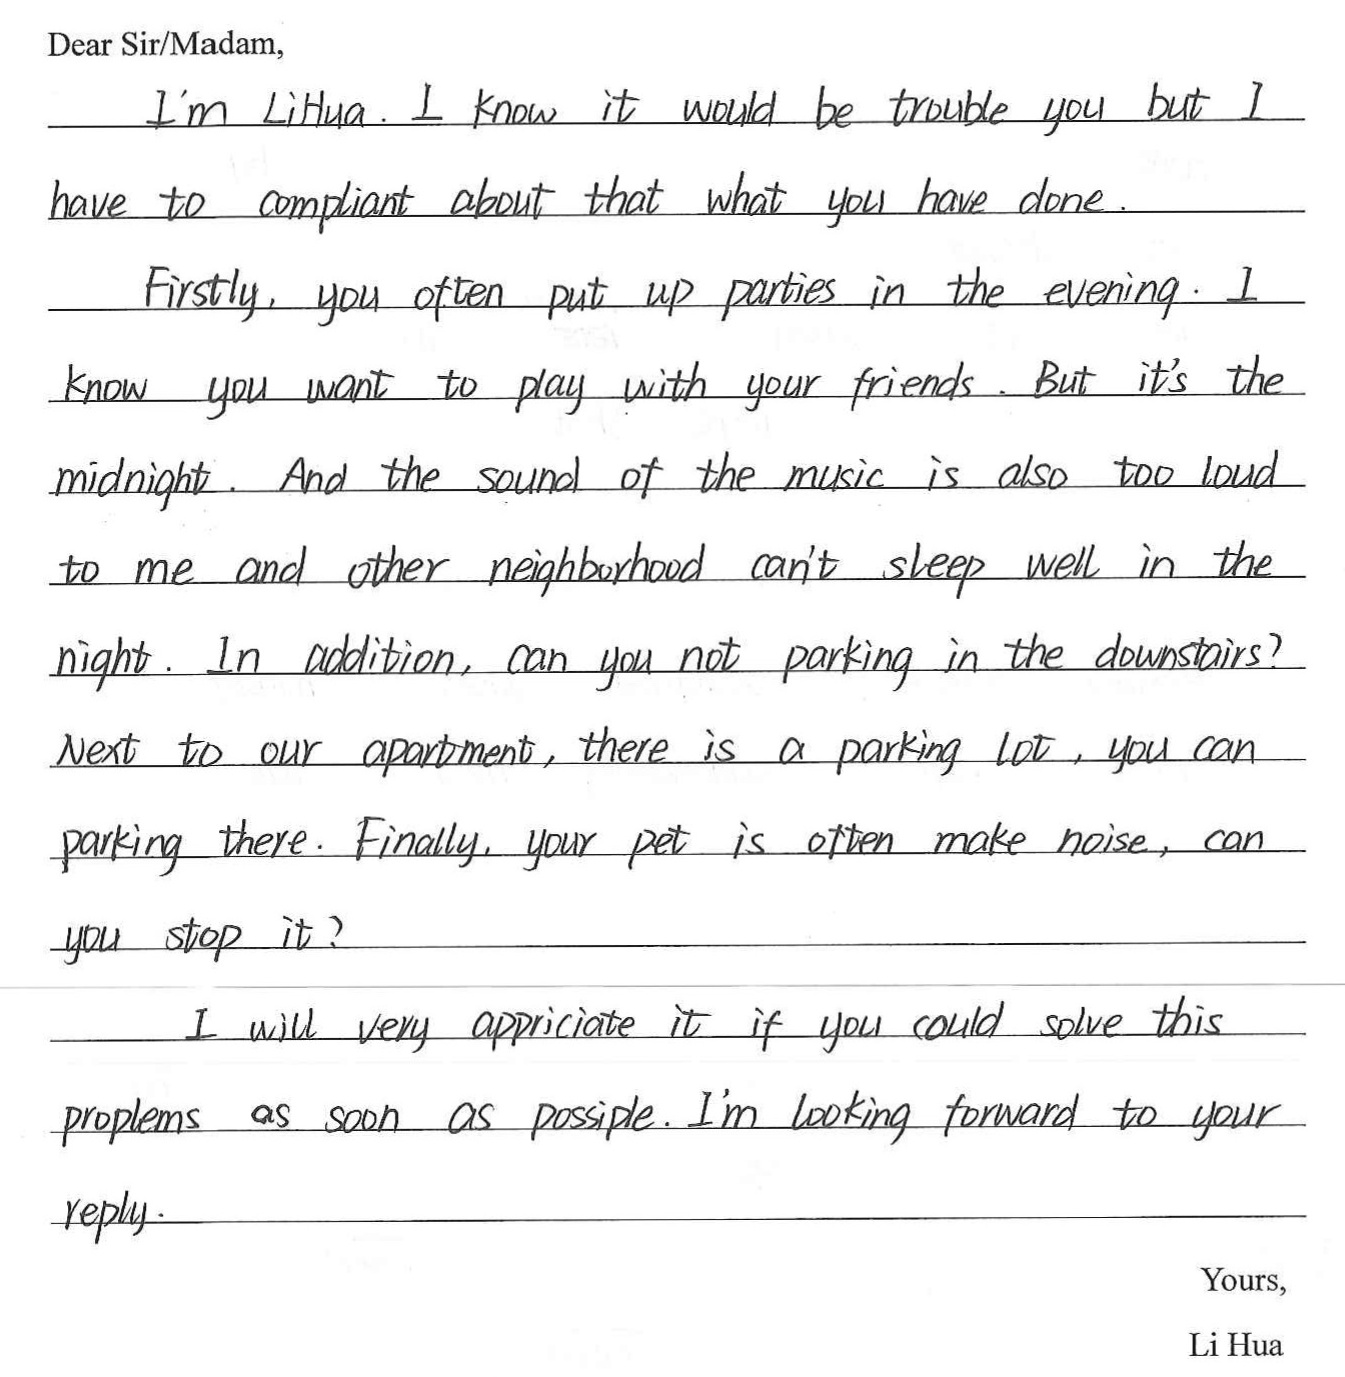 Dear Sir/Madam,
I'm LiHua. I know it would be trouble you but I
have to compliant about that what you have done.
Firstly, you often put up parties in the evening. I
know you want to play with your friends. But it's the
midnight. And the sound of the music is also too loud
to me and other neighborhood can't sleep well in the
night. In addition, can you not parking in the downstairs?
Next to our apartment, there is a parking lot, you can
parking there. Finally, your pet is often make noise, can
you stop it?
I will very appriciate it if you could solve this
proplems as soon as possiple. I'm looking forward to your
reply.
Yours,
Li Hua